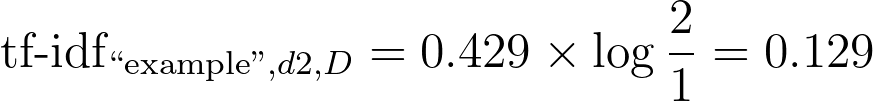 tf-idf“example”,d2,D = 0.429 × log 2/1 = 0.129